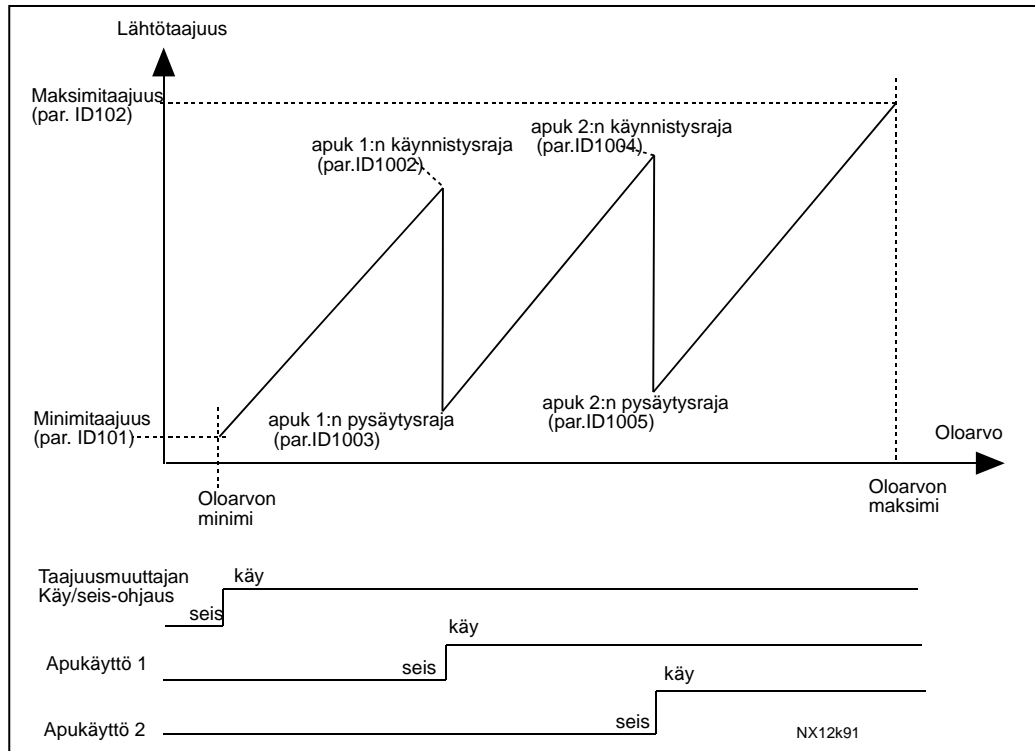 Lähtötaajuus
Maksimitaajuus
(par. ID102)
apuk 1:n käynnistysraja
(par.ID1002)
apuk 2:n käynnistysraja
(par.ID1004)
Minimitaajuus
(par. ID101)
apuk 1:n pysäytysraja
(par.ID1003)
apuk 2:n pysäytysraja
(par.ID1005)
Oloarvo
Oloarvon
minimi
Oloarvon
maksimi
Taajuusmuuttajan
Käy/seis-ohjaus
käy
seis
Apukäyttö 1
seis
käy
Apukäyttö 2
seis
käy
NX12k91